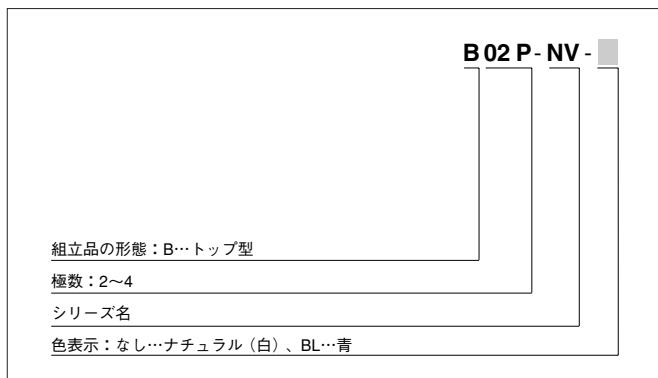 B 02 P - NV -
組立品の形態：B…トップ型
極数：2～4
シリーズ名
色表示：なし…ナチュラル（白）、BL…青